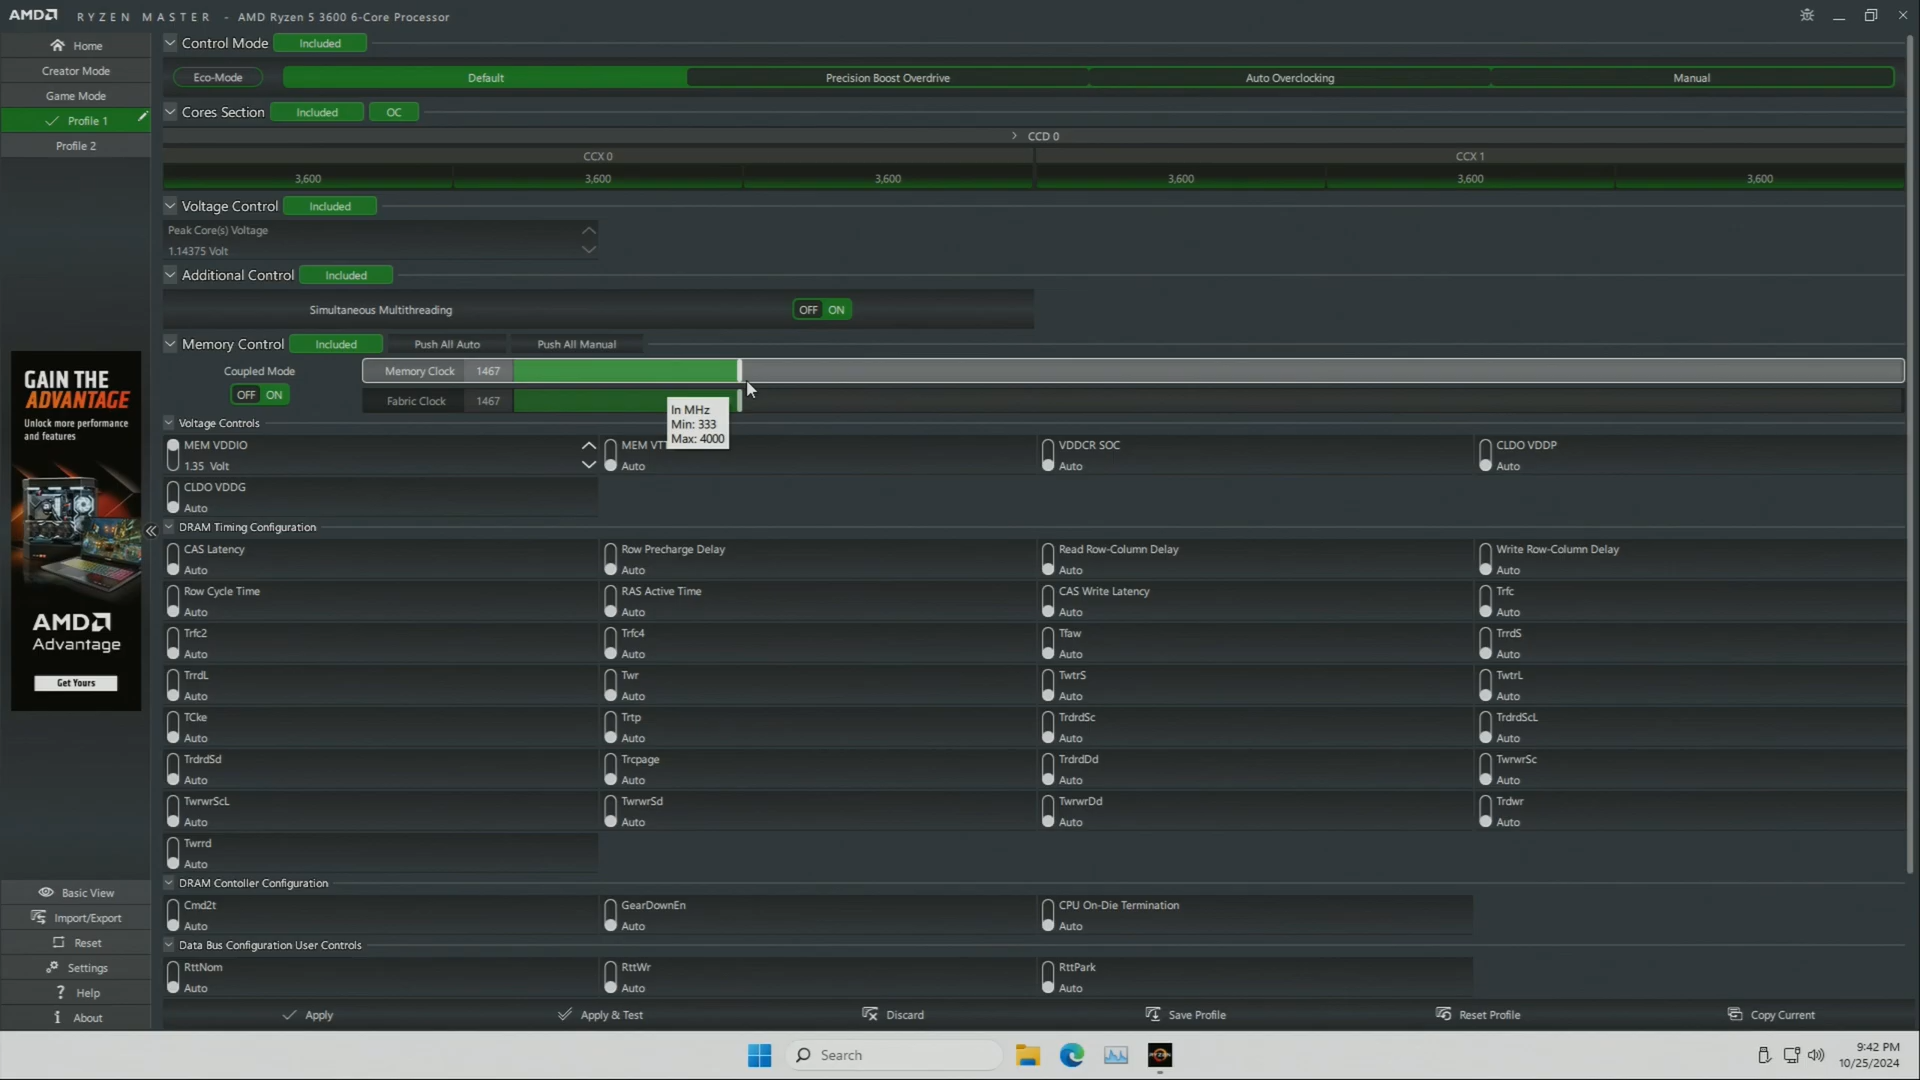 AMD RYZEN MASTER - AMD Ryzen 5 3600 6-Core Processor
Home
Creator Mode
Game Mode
Profile 1
Profile 2
GAIN THE
ADVANTAGE
Unlock more performance
and features
AMD
Advantage
Get Yours
Basic View
Import/Export
Reset
Settings
Help
About
Control Mode Included
Eco-Mode Default Precision Boost Overdrive Auto Overclocking Manual
Cores Section Included OC
CCD 0
CCX 0 CCX 1
3,600 3,600 3,600 3,600 3,600 3,600
Voltage Control Included
Peak Core(s) Voltage
1.14375 Volt
Additional Control Included
Simultaneous Multithreading OFF ON
Memory Control Included Push All Auto Push All Manual
Coupled Mode Memory Clock 1467
OFF ON Fabric Clock 1467
In MHz
Min: 333
Max: 4000
Voltage Controls
MEM VDDIO MEM VT VDDCR SOC CLDO VDDP
1.35 Volt Auto Auto Auto
CLDO VDDG
Auto
DRAM Timing Configuration
CAS Latency Row Precharge Delay Read Row-Column Delay Write Row-Column Delay
Auto Auto Auto Auto
Row Cycle Time RAS Active Time CAS Write Latency Trfc
Auto Auto Auto Auto
Trfc2 Trfc4 Tfaw TrrdS
Auto Auto Auto Auto
TrrdL Twr TwtrS TwtrL
Auto Auto Auto Auto
TCke Trtp TrdrdSc TrdrdScL
Auto Auto Auto Auto
TrdrdSd Trcpage TrdrdDd TwrwrSc
Auto Auto Auto Auto
TwrwrScL TwrwrSd TwrwrDd Trdwr
Auto Auto Auto Auto
Twrrd
Auto
DRAM Contoller Configuration
Cmd2t GearDownEn CPU On-Die Termination
Auto Auto Auto
Data Bus Configuration User Controls
RttNom RttWr RttPark
Auto Auto Auto
Apply Apply & Test Discard Save Profile Reset Profile Copy Current
Search
9:42 PM
10/25/2024